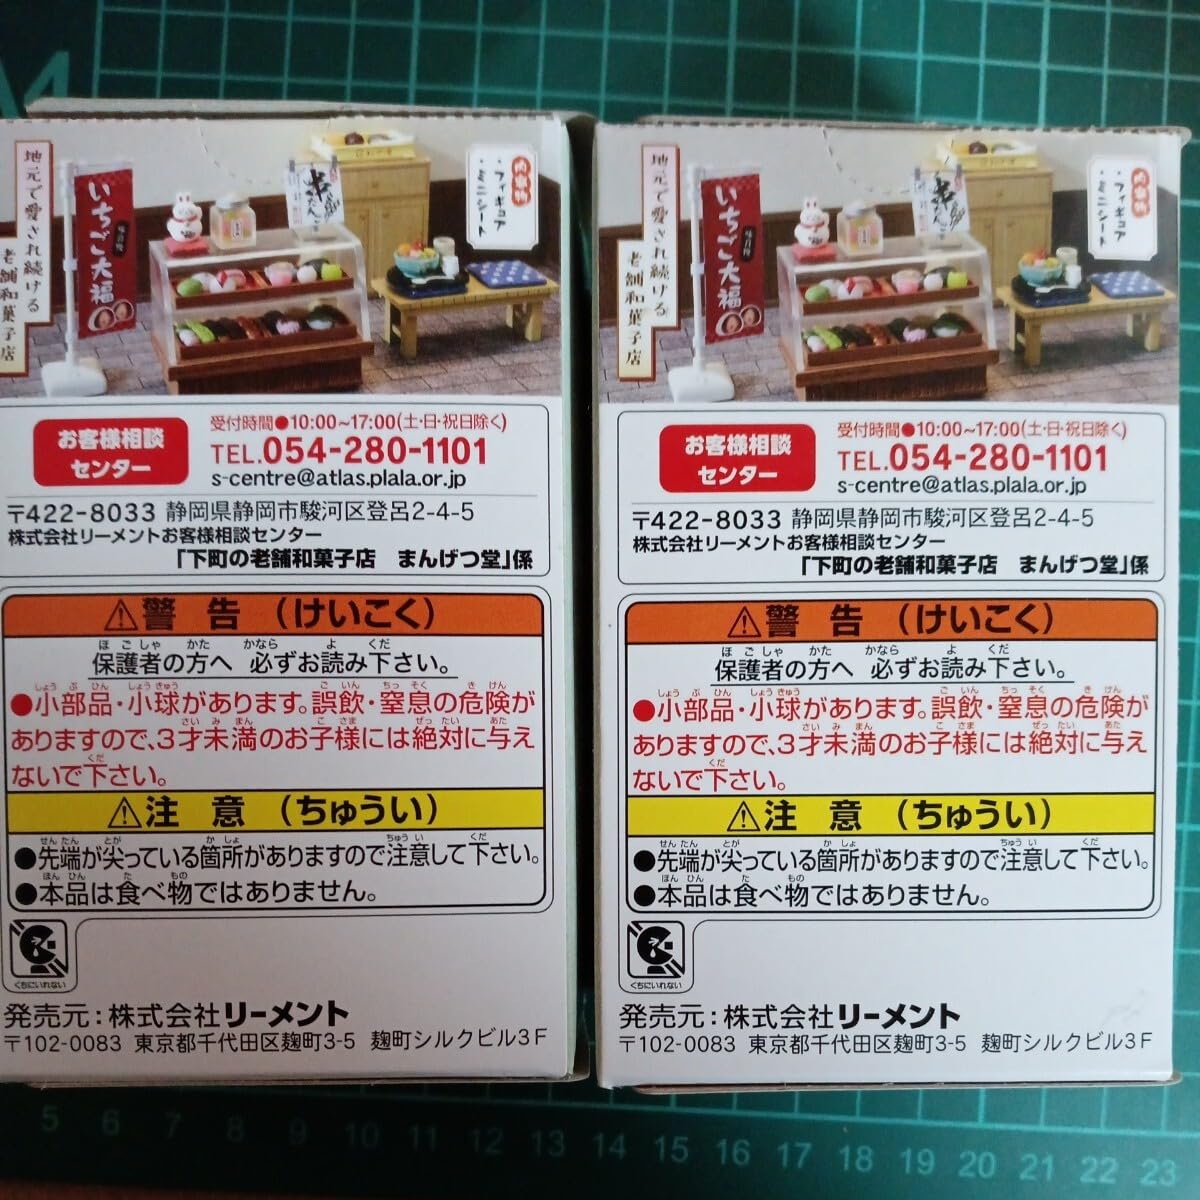 地元で愛され続ける
老舗和菓子店
いちご大福
内容物
・フィギュア
・ミニシート
お客様相談
センター
受付時間●10:00~17:00(土・日・祝日除く)
TEL.054-280-1101
s-centre@atlas.plala.or.jp
〒422-8033 静岡県静岡市駿河区登呂2-4-5
株式会社リーメントお客様相談センター
「下町の老舗和菓子店 まんげつ堂」係
⚠警告(けいこく)
保護者の方へ 必ずお読み下さい。
●小部品・小球があります。誤飲・窒息の危険が
ありますので、3才未満のお子様には絶対に与え
ないで下さい。
⚠注意(ちゅうい)
●先端が尖っている箇所がありますので注意して下さい。
●本品は食べ物ではありません。
くちにいれない
発売元:株式会社リーメント
〒102-0083 東京都千代田区麹町3-5 麹町シルクビル3F
地元で愛され続ける
老舗和菓子店
いちご大福
内容物
・フィギュア
・ミニシート
お客様相談
センター
受付時間●10:00~17:00(土・日・祝日除く)
TEL.054-280-1101
s-centre@atlas.plala.or.jp
〒422-8033 静岡県静岡市駿河区登呂2-4-5
株式会社リーメントお客様相談センター
「下町の老舗和菓子店 まんげつ堂」係
⚠警告(けいこく)
保護者の方へ 必ずお読み下さい。
●小部品・小球があります。誤飲・窒息の危険が
ありますので、3才未満のお子様には絶対に与え
ないで下さい。
⚠注意(ちゅうい)
●先端が尖っている箇所がありますので注意して下さい。
●本品は食べ物ではありません。
くちにいれない
発売元:株式会社リーメント
〒102-0083 東京都千代田区麹町3-5 麹町シルクビル3F
5 6 7 8 9 10 11 12 13 14 15 16 17 18 19 20 21 22 23